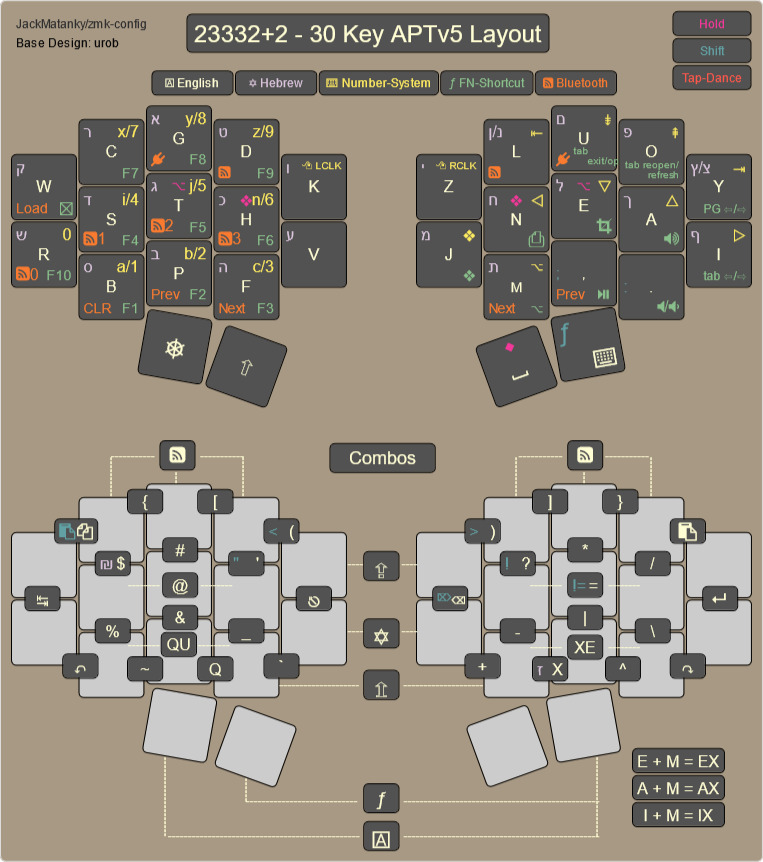 JackMatanky/zmk-config
Base Design: urob
23332+2 - 30 Key APTv5 Layout
Hold
Shift
Tap-Dance
A English
✡ Hebrew
Number-System
ƒ FN-Shortcut
Bluetooth
ק
W
Load
ש 0
R
0 F10
ר x/7
C
F7
ד i/4
S
1 F4
ס a/1
B
CLR F1
א y/8
G
F8
ג j/5
T
2 F5
ב b/2
P
Prev F2
ט z/9
D
F9
כ n/6
H
3 F6
ה c/3
F
Next F3
ו LCLK
K
ע
V
י RCLK
Z
מ
J
נ/ן
L
ח
N
ת
M
Next
ם
U
tab
exit/op
ל
E
. ,
Prev
פ
O
tab reopen/
refresh
ך
A
: .
צ/ץ
Y
PG ⇦/⇨
ף
I
tab ⇦/⇨
ƒ
Combos
{ [
< (
₪ $
#
" '
@
%
&
_
QU
~ Q `
] }
> )
! ?
*
/
!= =
-
|
\
XE
+ ז X ^
ƒ
A
E + M = EX
A + M = AX
I + M = IX